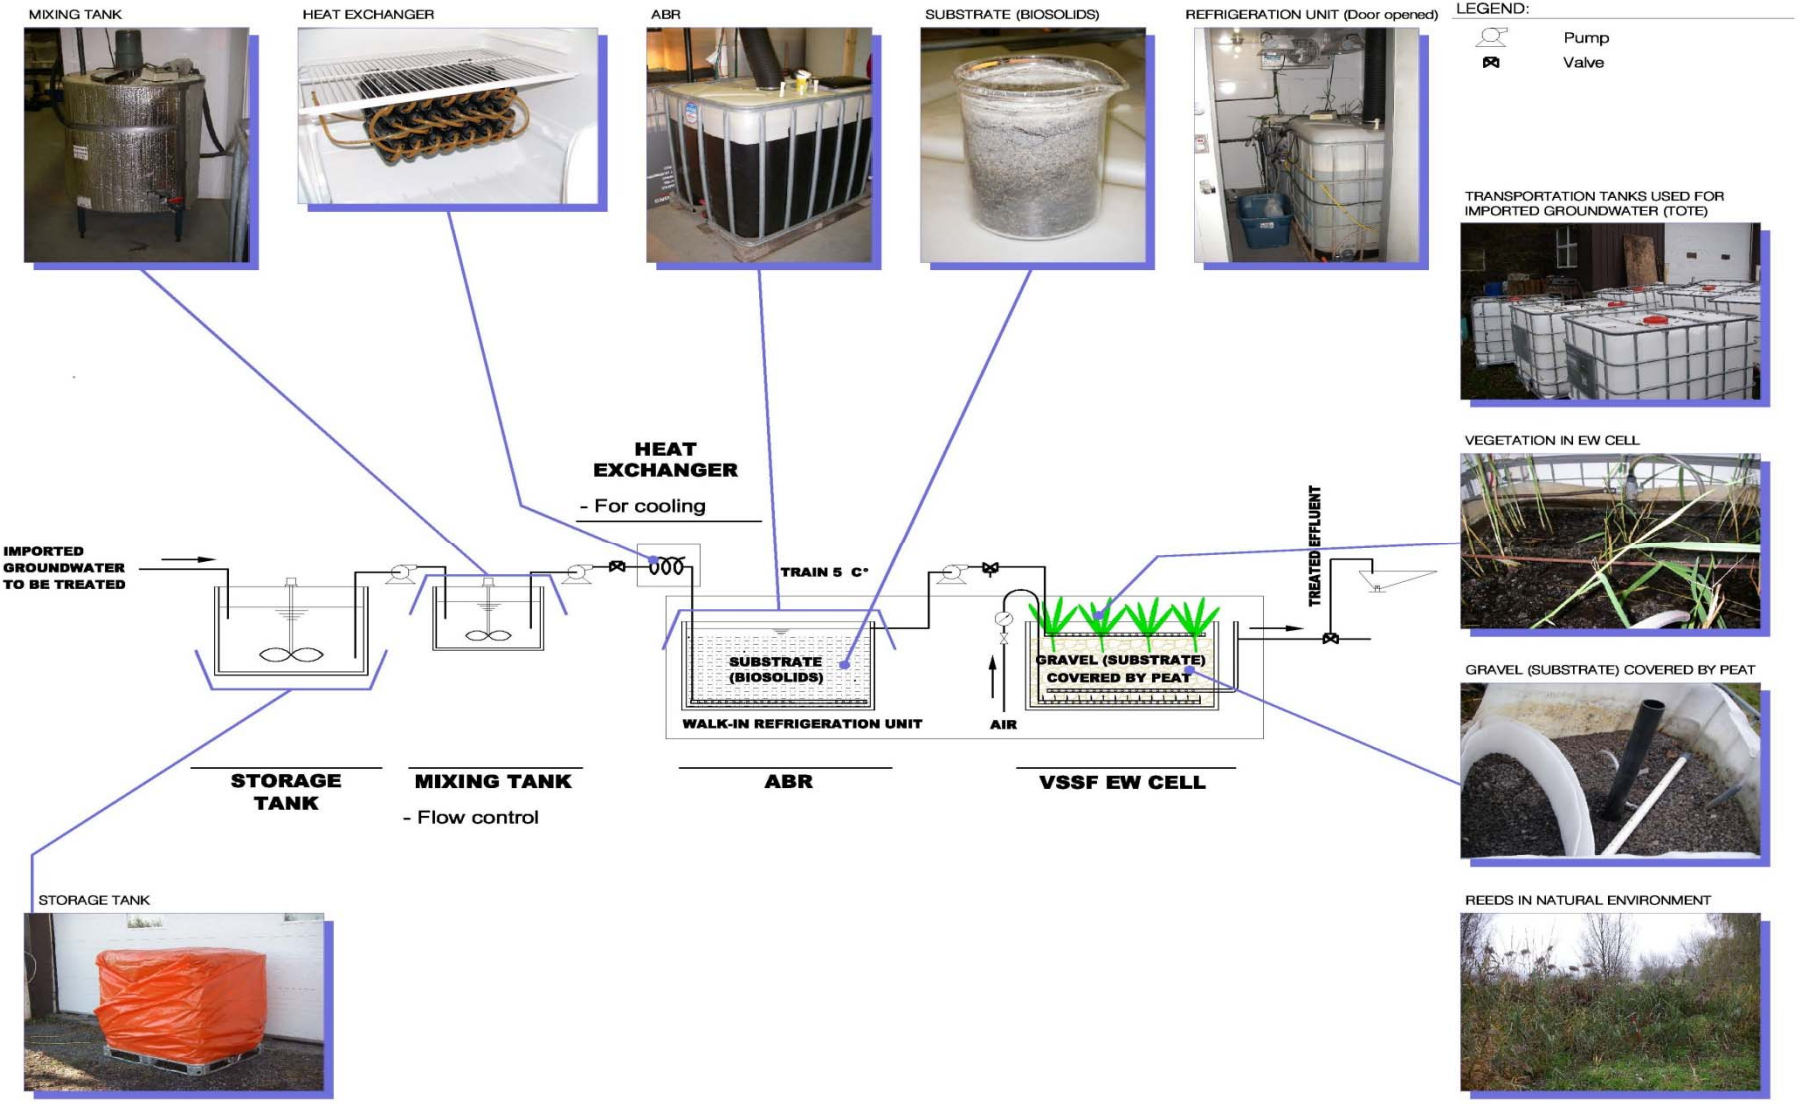 MIXING TANK
HEAT EXCHANGER
ABR
SUBSTRATE (BIOSOLIDS)
REFRIGERATION UNIT (Door opened)
LEGEND:
Pump
Valve
TRANSPORTATION TANKS USED FOR
IMPORTED GROUNDWATER (TOTE)
VEGETATION IN EW CELL
HEAT
EXCHANGER
- For cooling
IMPORTED
GROUNDWATER
TO BE TREATED
TRAIN 5 C°
TREATED EFFLUENT
SUBSTRATE
(BIOSOLIDS)
GRAVEL (SUBSTRATE)
COVERED BY PEAT
WALK-IN REFRIGERATION UNIT
AIR
GRAVEL (SUBSTRATE) COVERED BY PEAT
STORAGE
TANK
MIXING TANK
- Flow control
ABR
VSSF EW CELL
STORAGE TANK
REEDS IN NATURAL ENVIRONMENT